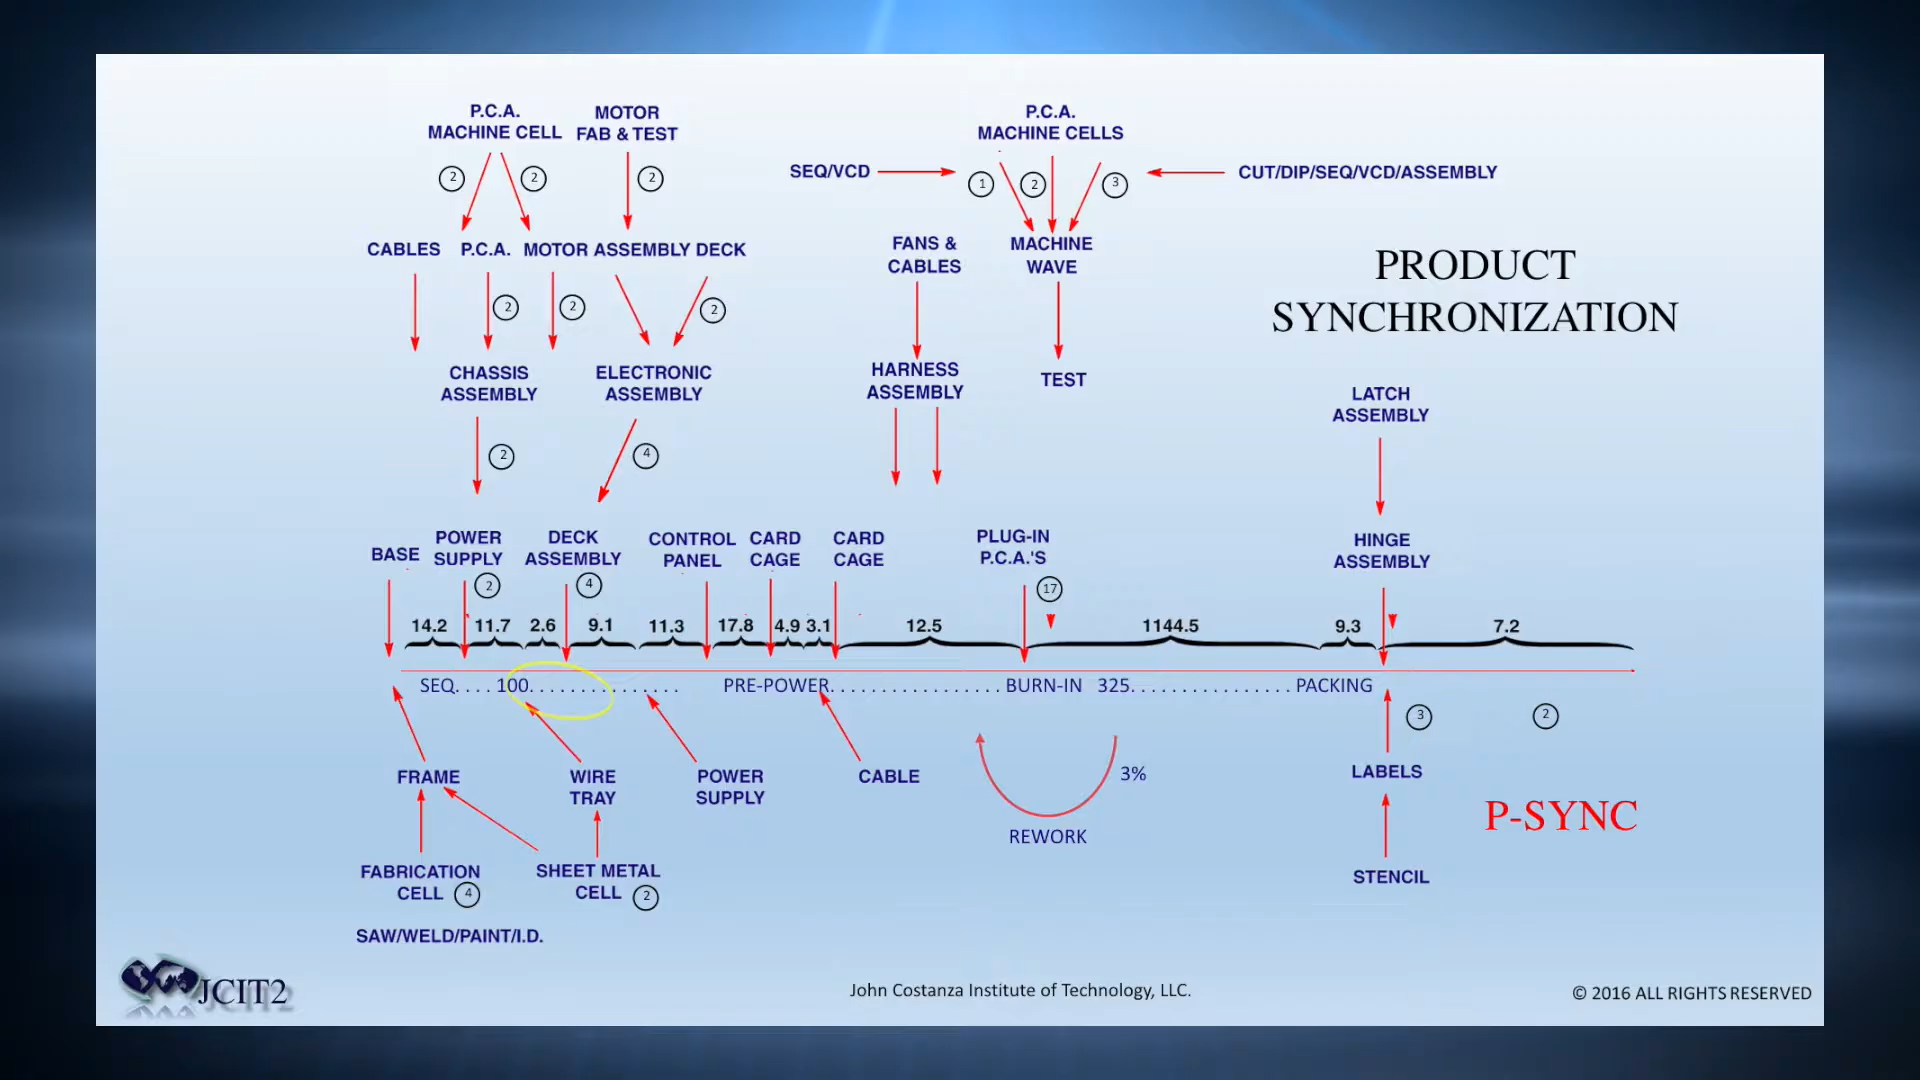 P.C.A.
MACHINE CELL
MOTOR
FAB & TEST
P.C.A.
MACHINE CELLS
SEQ/VCD
CUT/DIP/SEQ/VCD/ASSEMBLY
2
2
2
1
2
3
CABLES
P.C.A.
MOTOR ASSEMBLY DECK
FANS &
CABLES
MACHINE
WAVE
PRODUCT
SYNCHRONIZATION
2
2
2
CHASSIS
ASSEMBLY
ELECTRONIC
ASSEMBLY
HARNESS
ASSEMBLY
TEST
LATCH
ASSEMBLY
2
4
BASE
POWER
SUPPLY
2
DECK
ASSEMBLY
4
CONTROL
PANEL
CARD
CAGE
CARD
CAGE
PLUG-IN
P.C.A.'S
17
HINGE
ASSEMBLY
14.2 11.7 2.6 9.1 11.3 17.8 4.9 3.1 12.5 1144.5 9.3 7.2
SEQ. . . . 100. . . . . . . . . . . . . . PRE-POWER. . . . . . . . . . . . . . . . BURN-IN 325. . . . . . . . . . . . . . . PACKING
3
2
FRAME
WIRE
TRAY
POWER
SUPPLY
CABLE
3%
REWORK
LABELS
P-SYNC
FABRICATION
CELL 4
SHEET METAL
CELL 2
STENCIL
SAW/WELD/PAINT/I.D.
JCIT2
John Costanza Institute of Technology, LLC.
© 2016 ALL RIGHTS RESERVED